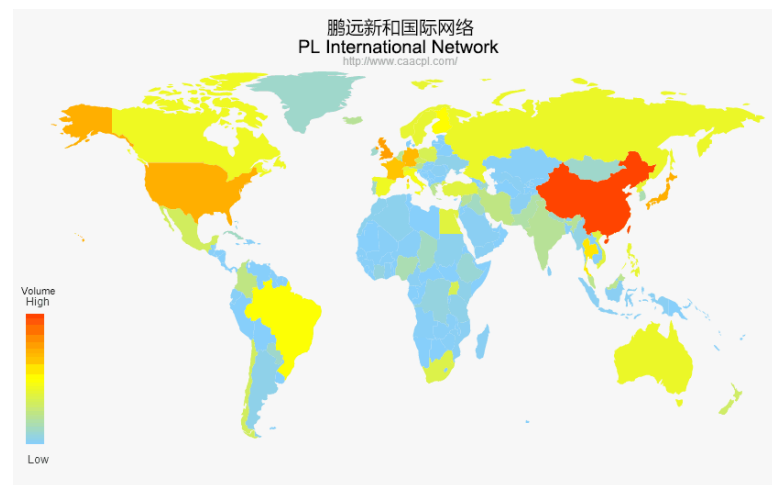 鹏远新和国际网络
PL International Network
http://www.caacpl.com/
Volume
High
Low